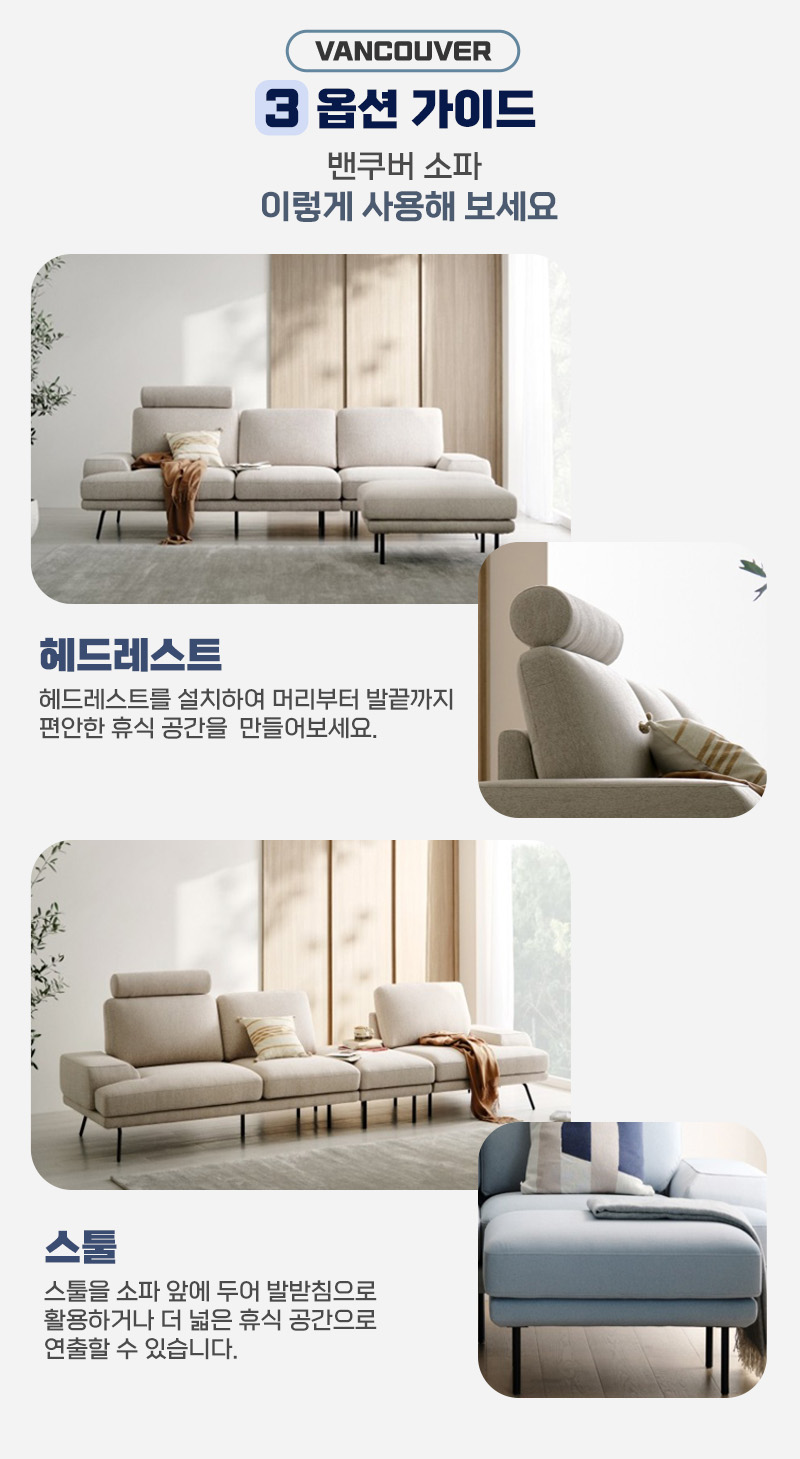 VANCOUVER
3 옵션 가이드
밴쿠버 소파
이렇게 사용해 보세요
헤드레스트
헤드레스트를 설치하여 머리부터 발끝까지
편안한 휴식 공간을 만들어보세요.
스툴
스툴을 소파 앞에 두어 발받침으로
활용하거나 더 넓은 휴식 공간으로
연출할 수 있습니다.